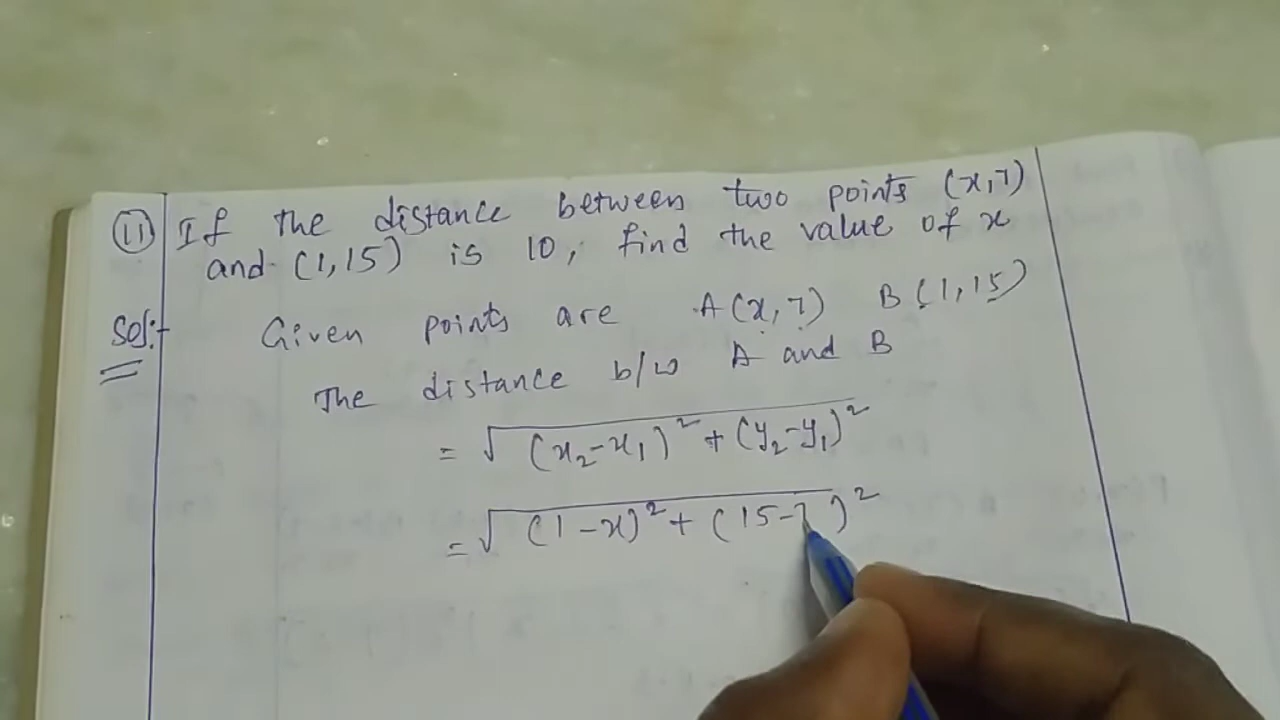 (11) If the distance between two points (x,7)
and (1,15) is 10, find the value of x
Sol:- Given points are A(x,7) B(1,15)
The distance b/w A and B
= √(x₂-x₁)² + (y₂-y₁)²
= √(1-x)² + (15-7)²